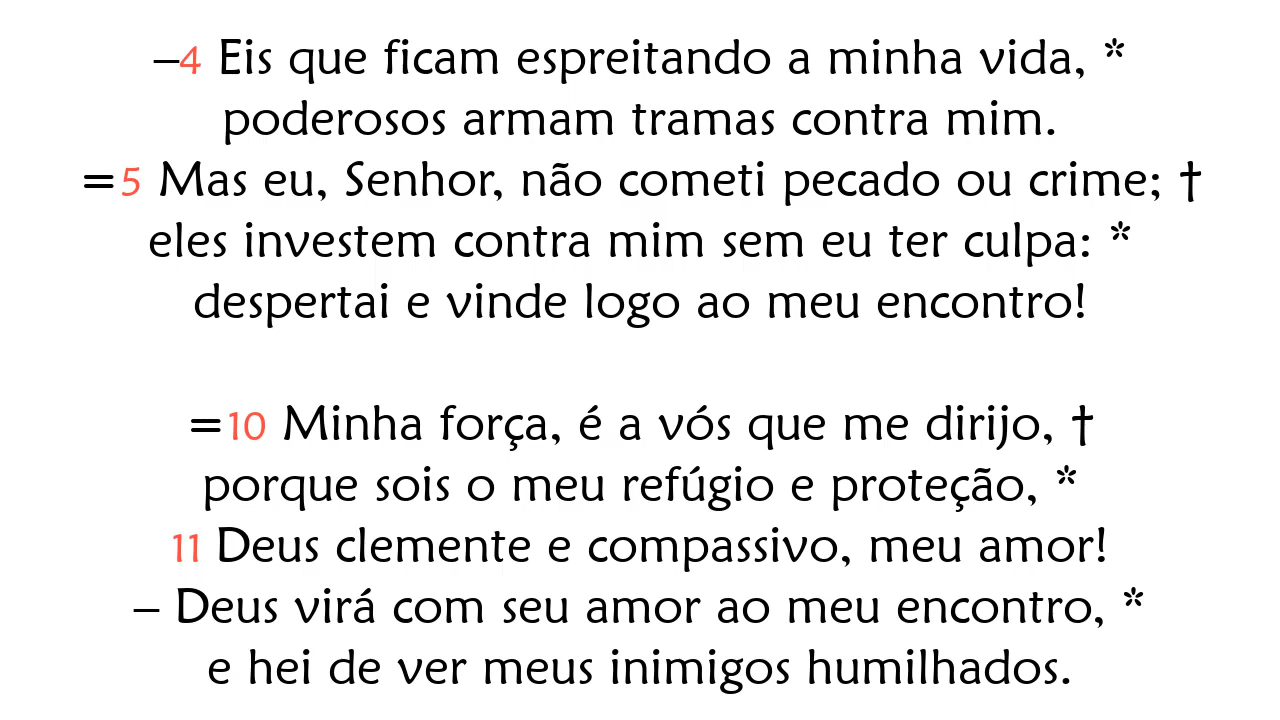 –4 Eis que ficam espreitando a minha vida, *
poderosos armam tramas contra mim.
=5 Mas eu, Senhor, não cometi pecado ou crime; †
eles investem contra mim sem eu ter culpa: *
despertai e vinde logo ao meu encontro!
=10 Minha força, é a vós que me dirijo, †
porque sois o meu refúgio e proteção, *
11 Deus clemente e compassivo, meu amor!
– Deus virá com seu amor ao meu encontro, *
e hei de ver meus inimigos humilhados.